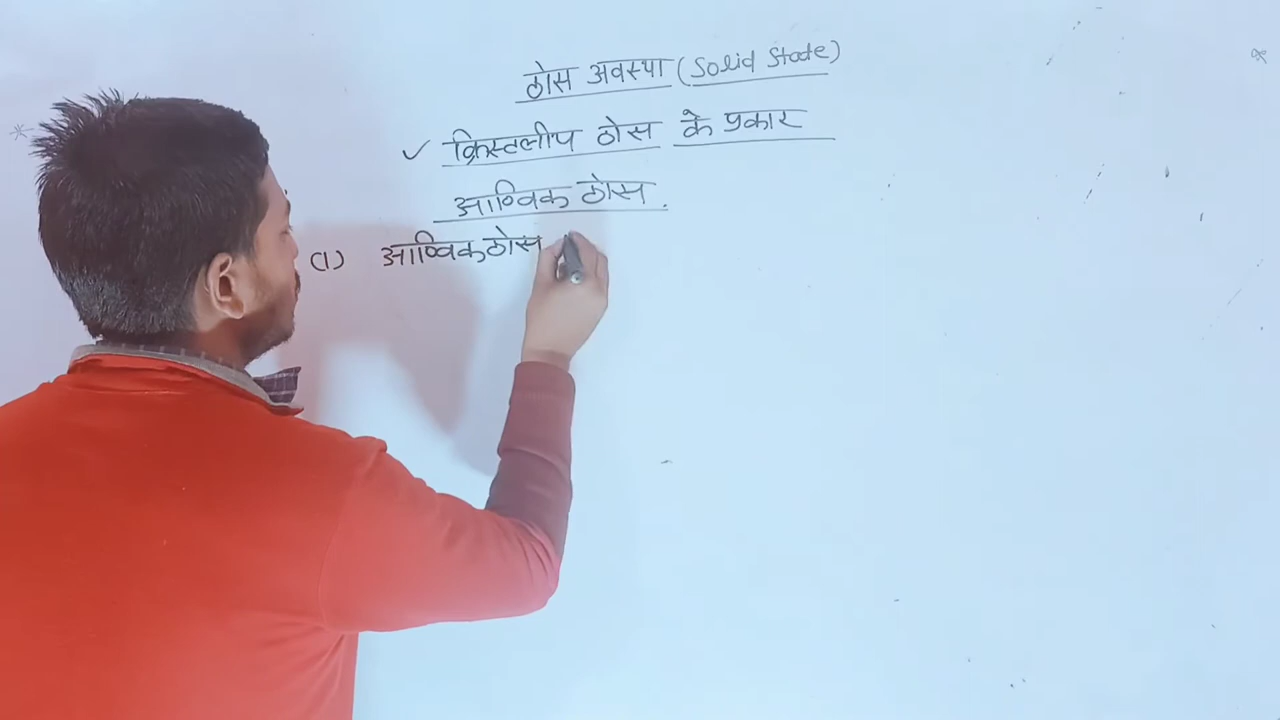 ठोस अवस्था (Solid State)
✓ क्रिस्टलीय ठोस के प्रकार
आण्विक ठोस.
(1) आण्विक ठोस